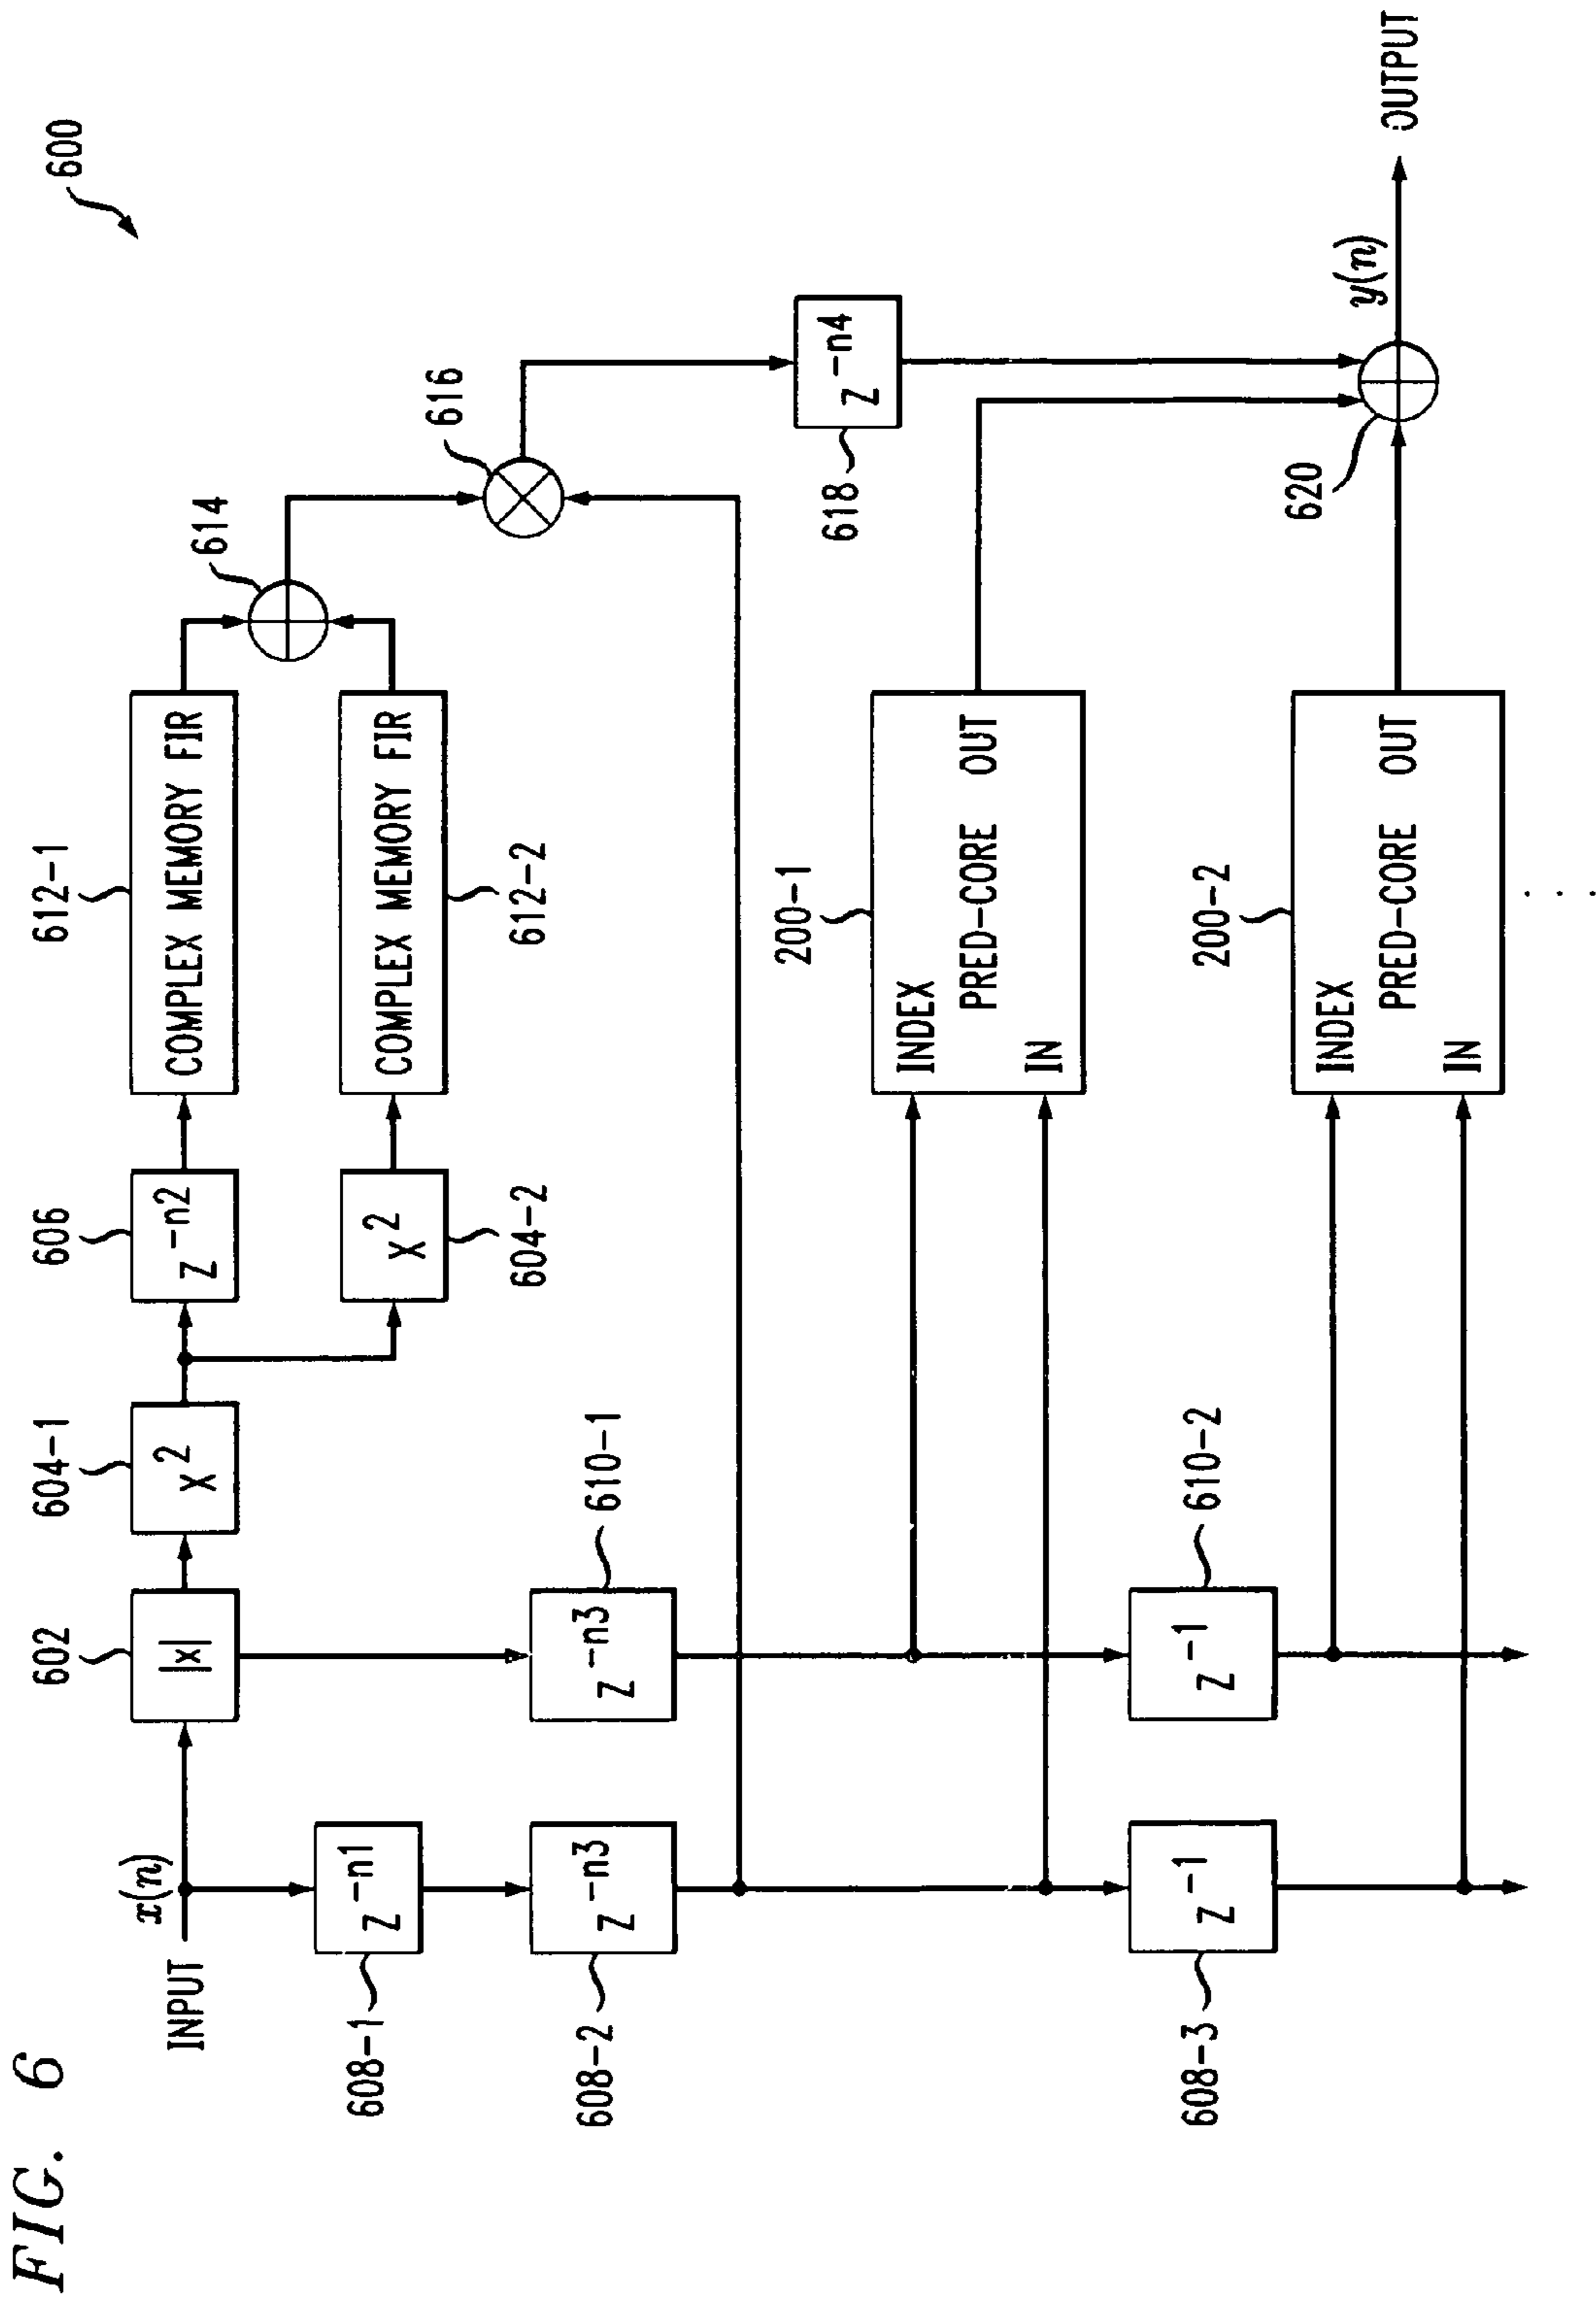 FIG. 6
600
INPUT
x(n)
602
|x|
604-1
x²
606
z⁻ⁿ²
612-1
COMPLEX MEMORY FIR
614
604-2
x²
612-2
COMPLEX MEMORY FIR
616
608-1
z⁻ⁿ¹
608-2
z⁻ⁿ³
610-1
z⁻ⁿ³
618
z⁻ⁿ⁴
200-1
INDEX
PRED-CORE OUT
IN
608-3
z⁻¹
610-2
z⁻¹
200-2
INDEX
PRED-CORE OUT
IN
620
y(n)
OUTPUT
. . .